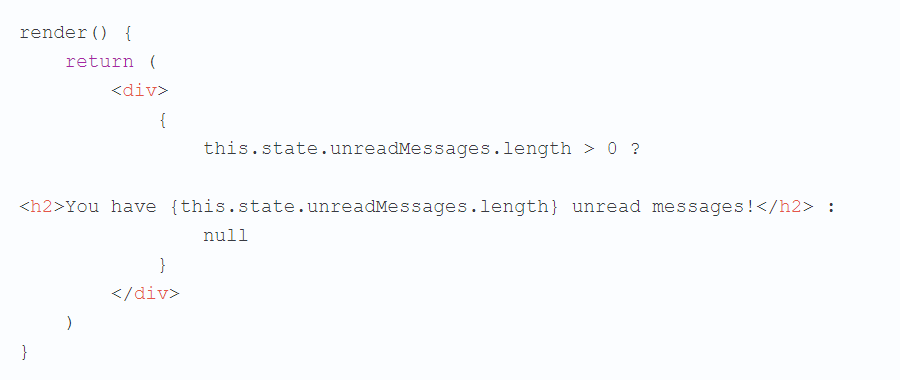 render() {
    return (
        <div>
            {
                this.state.unreadMessages.length > 0 ?
<h2>You have {this.state.unreadMessages.length} unread messages!</h2> :
                null
            }
        </div>
    )
}